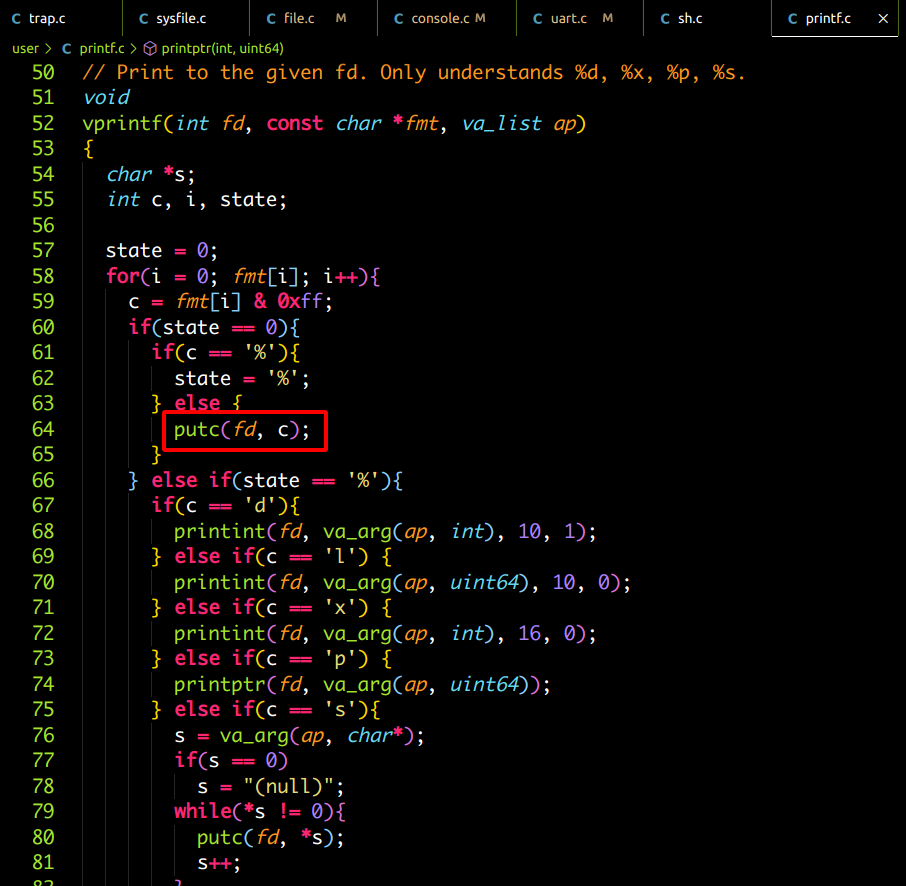 C trap.c C sysfile.c C file.c M C console.c M C uart.c M C sh.c C printf.c ×
user > C printf.c > printptr(int, uint64)
50 // Print to the given fd. Only understands %d, %x, %p, %s.
51 void
52 vprintf(int fd, const char *fmt, va_list ap)
53 {
54   char *s;
55   int c, i, state;
56
57   state = 0;
58   for(i = 0; fmt[i]; i++){
59     c = fmt[i] & 0xff;
60     if(state == 0){
61       if(c == '%'){
62         state = '%';
63       } else {
64         putc(fd, c);
65       }
66     } else if(state == '%'){
67       if(c == 'd'){
68         printint(fd, va_arg(ap, int), 10, 1);
69       } else if(c == 'l') {
70         printint(fd, va_arg(ap, uint64), 10, 0);
71       } else if(c == 'x') {
72         printint(fd, va_arg(ap, int), 16, 0);
73       } else if(c == 'p') {
74         printptr(fd, va_arg(ap, uint64));
75       } else if(c == 's'){
76         s = va_arg(ap, char*);
77         if(s == 0)
78           s = "(null)";
79         while(*s != 0){
80           putc(fd, *s);
81           s++;